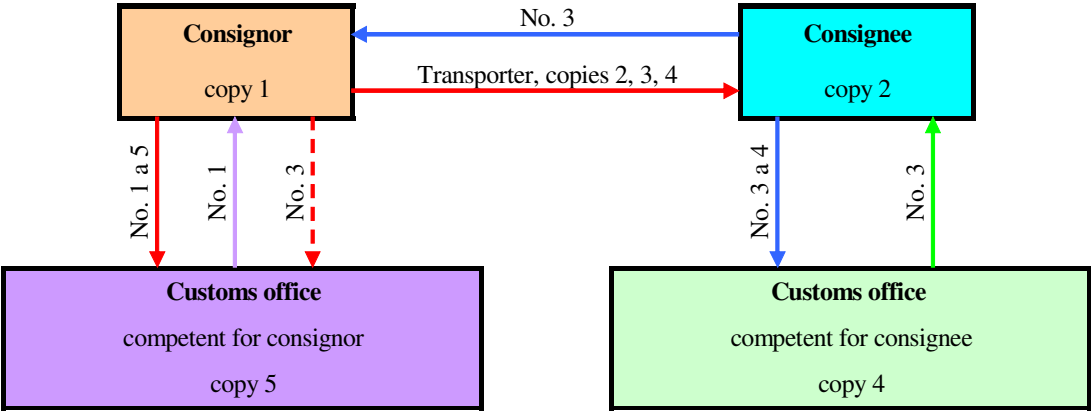 No. 3
Consignor
copy 1
Consignee
copy 2
Transporter, copies 2, 3, 4
No. 1 a 5
No. 1
No. 3
No. 3 a 4
No. 3
Customs office
competent for consignor
copy 5
Customs office
competent for consignee
copy 4